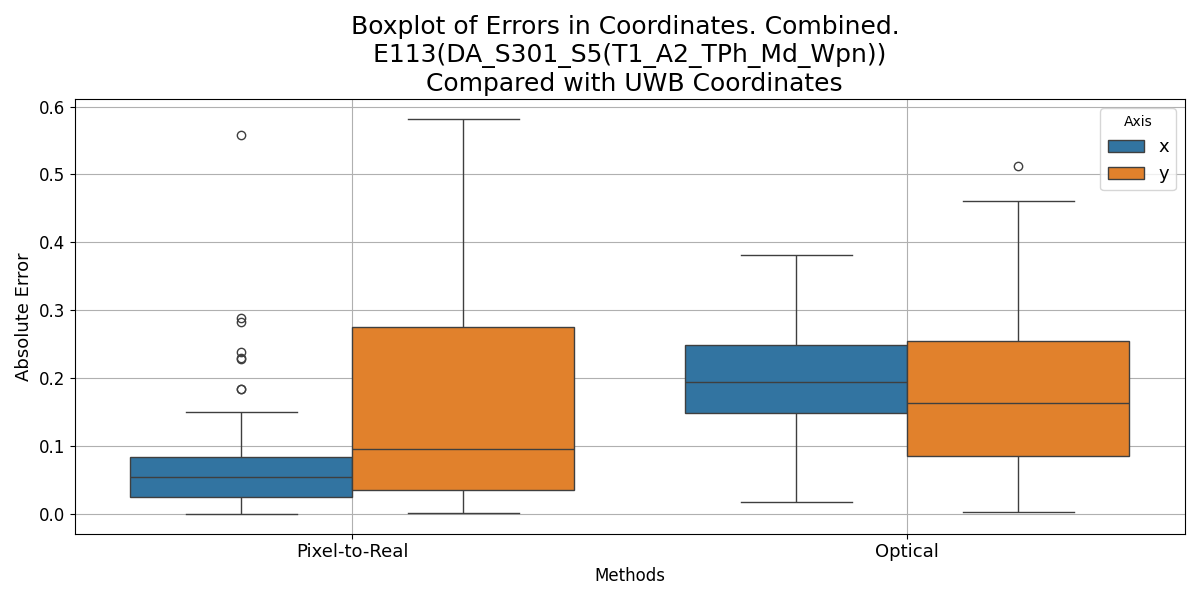 Boxplot of Errors in Coordinates. Combined.
E113(DA_S301_S5(T1_A2_TPh_Md_Wpn))
Compared with UWB Coordinates
0.6
0.5
0.4
0.3
0.2
0.1
0.0
Absolute Error
Axis
x
y
Pixel-to-Real
Optical
Methods